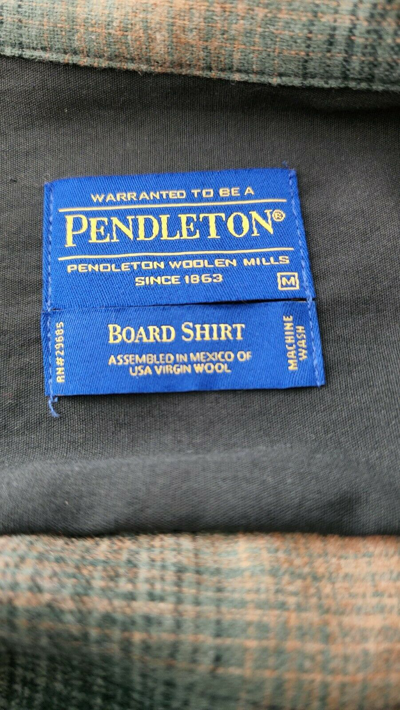 WARRANTED TO BE A
PENDLETON®
PENDLETON WOOLEN MILLS
SINCE 1863
M
RN#29685
BOARD SHIRT
ASSEMBLED IN MEXICO OF
USA VIRGIN WOOL
MACHINE
WASH